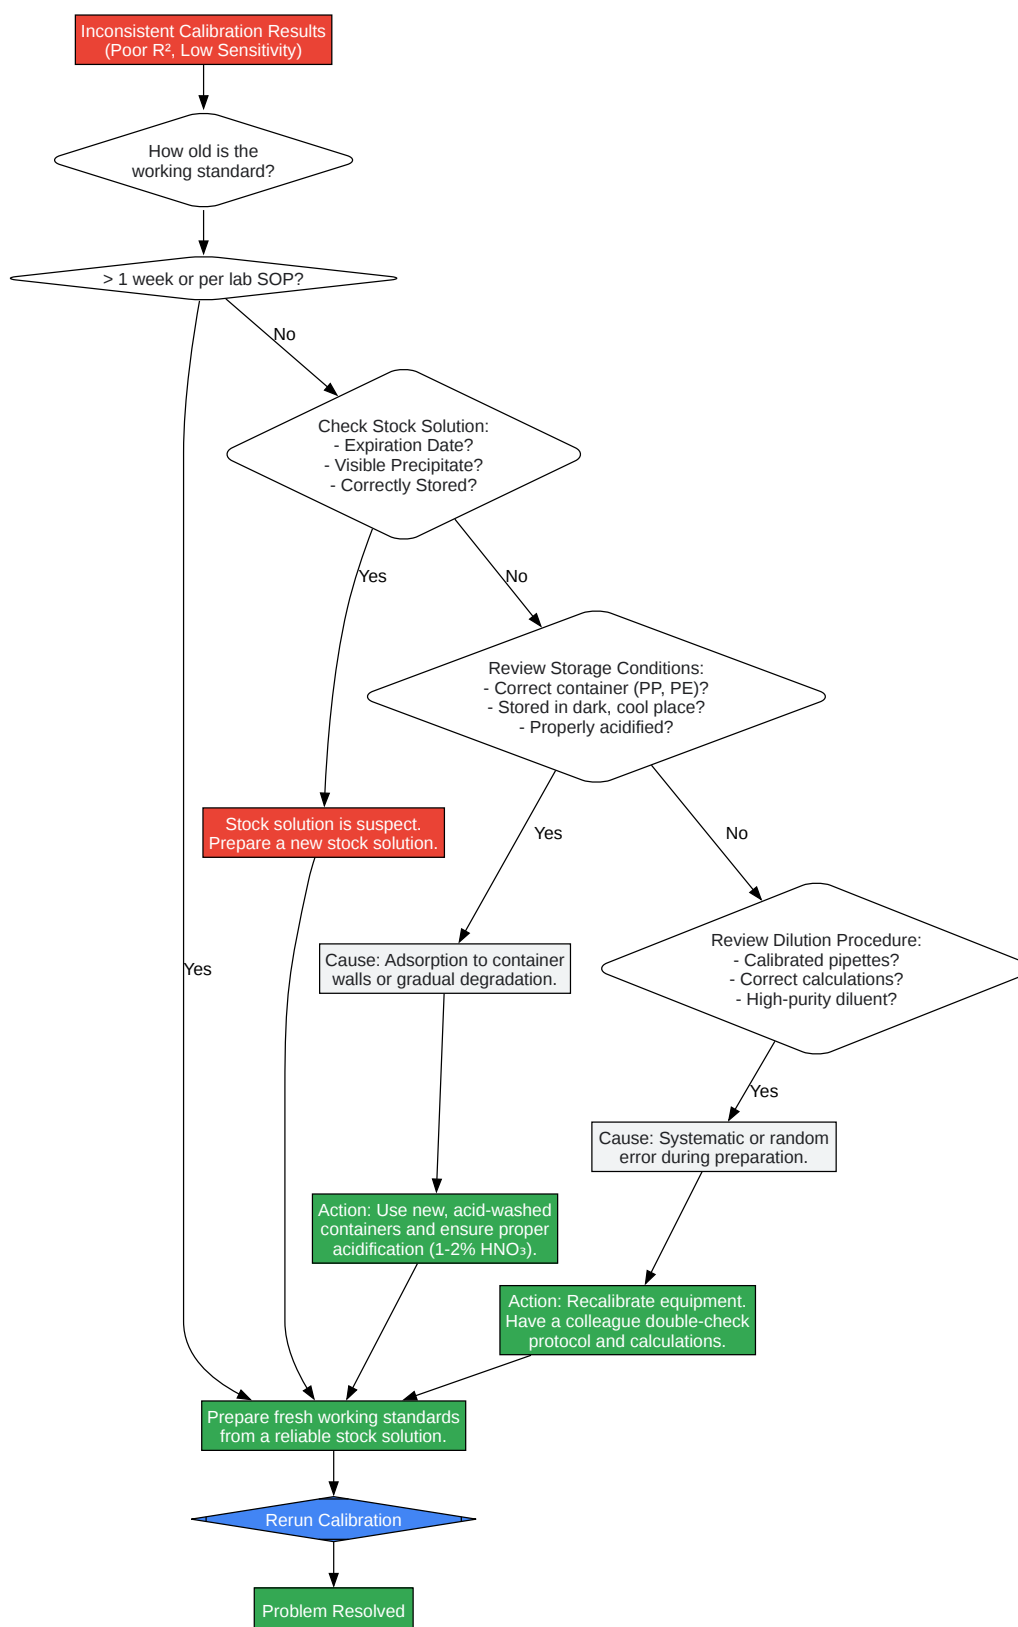 Inconsistent Calibration Results
(Poor R², Low Sensitivity)
How old is the
working standard?
> 1 week or per lab SOP?
No
Check Stock Solution:
- Expiration Date?
- Visible Precipitate?
- Correctly Stored?
Yes
No
Review Storage Conditions:
- Correct container (PP, PE)?
- Stored in dark, cool place?
- Properly acidified?
Stock solution is suspect.
Prepare a new stock solution.
Yes
No
Cause: Adsorption to container
walls or gradual degradation.
Review Dilution Procedure:
- Calibrated pipettes?
- Correct calculations?
- High-purity diluent?
Yes
Yes
Cause: Systematic or random
error during preparation.
Action: Use new, acid-washed
containers and ensure proper
acidification (1-2% HNO₃).
Action: Recalibrate equipment.
Have a colleague double-check
protocol and calculations.
Prepare fresh working standards
from a reliable stock solution.
Rerun Calibration
Problem Resolved